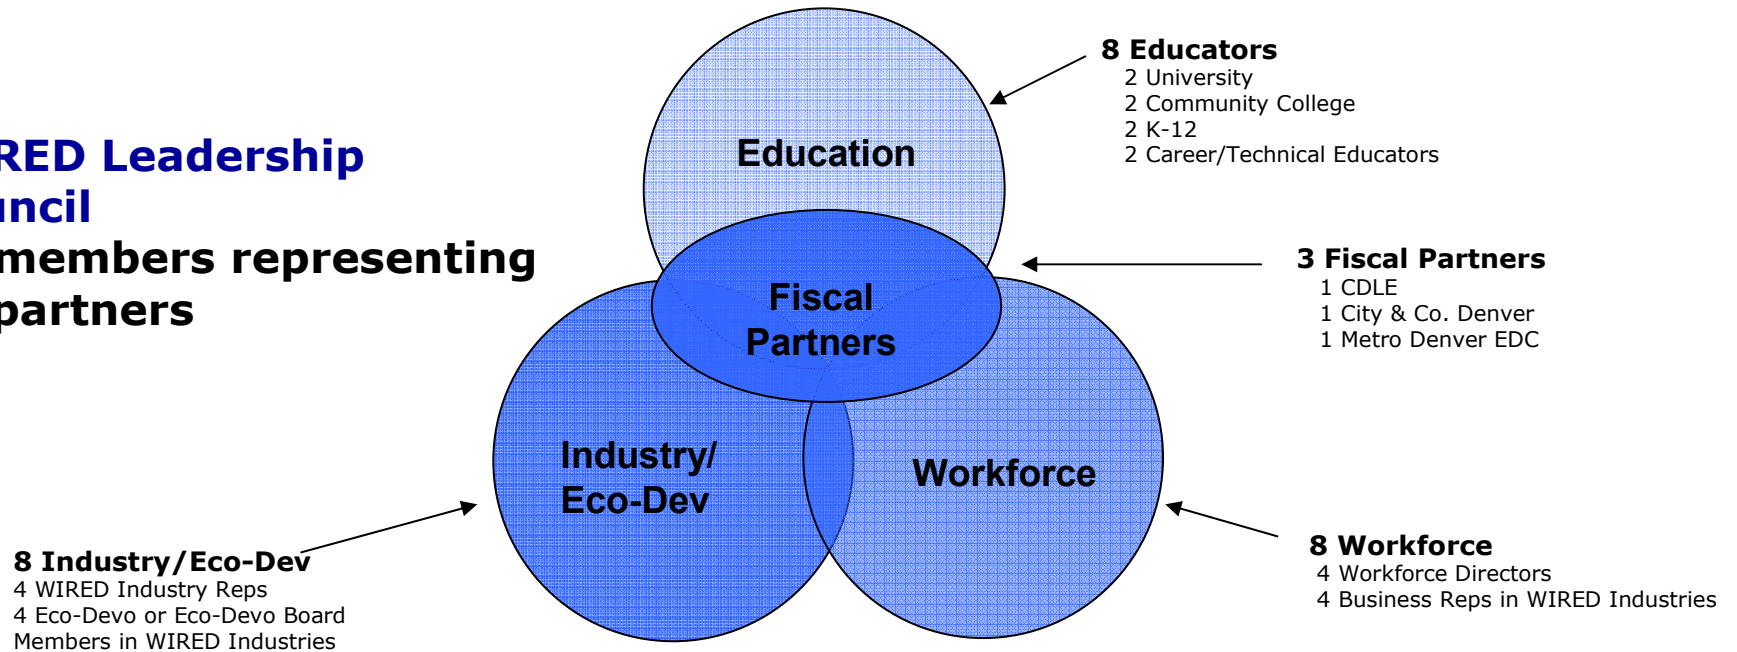 RED Leadership
uncil
members representing
partners
Education
Fiscal
Partners
Industry/
Eco-Dev
Workforce
8 Educators
2 University
2 Community College
2 K-12
2 Career/Technical Educators
3 Fiscal Partners
1 CDLE
1 City & Co. Denver
1 Metro Denver EDC
8 Industry/Eco-Dev
4 WIRED Industry Reps
4 Eco-Devo or Eco-Devo Board
Members in WIRED Industries
8 Workforce
4 Workforce Directors
4 Business Reps in WIRED Industries